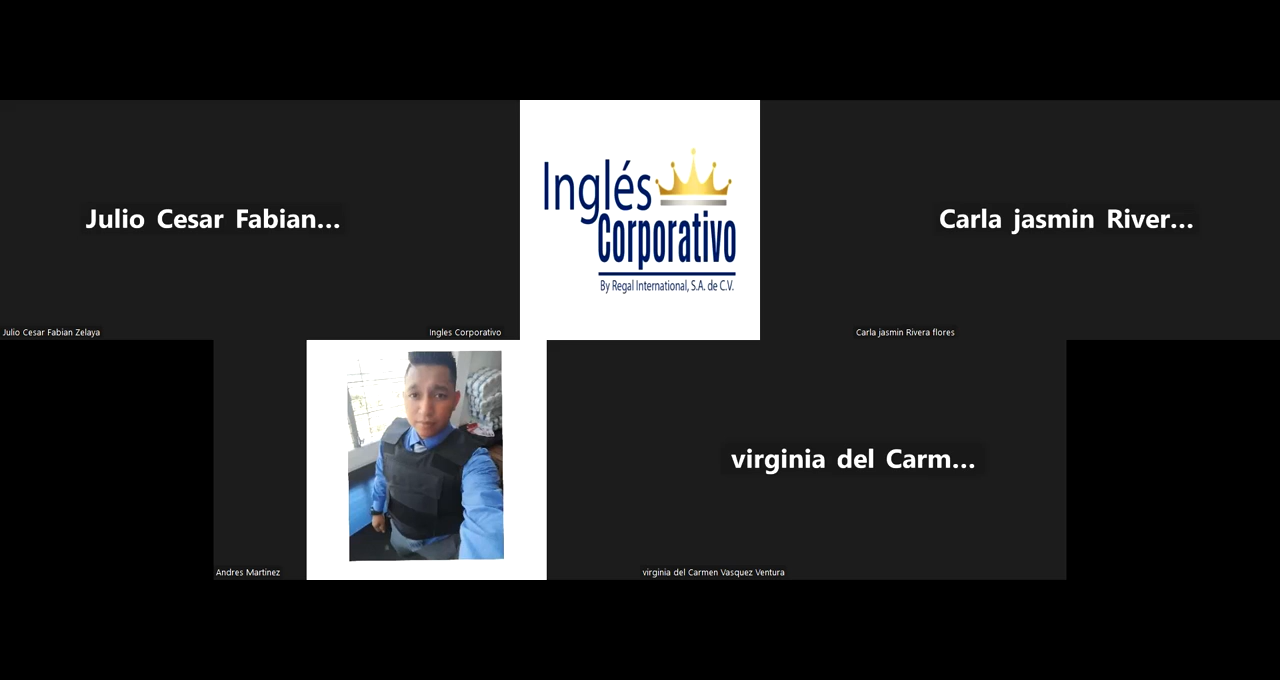 Julio Cesar Fabian...
Inglés
Corporativo
By Regal International, S.A. de C.V.
Carla jasmin River...
Julio Cesar Fabian Zelaya
Ingles Corporativo
Carla jasmin Rivera flores
virginia del Carm...
Andres Martinez
virginia del Carmen Vasquez Ventura